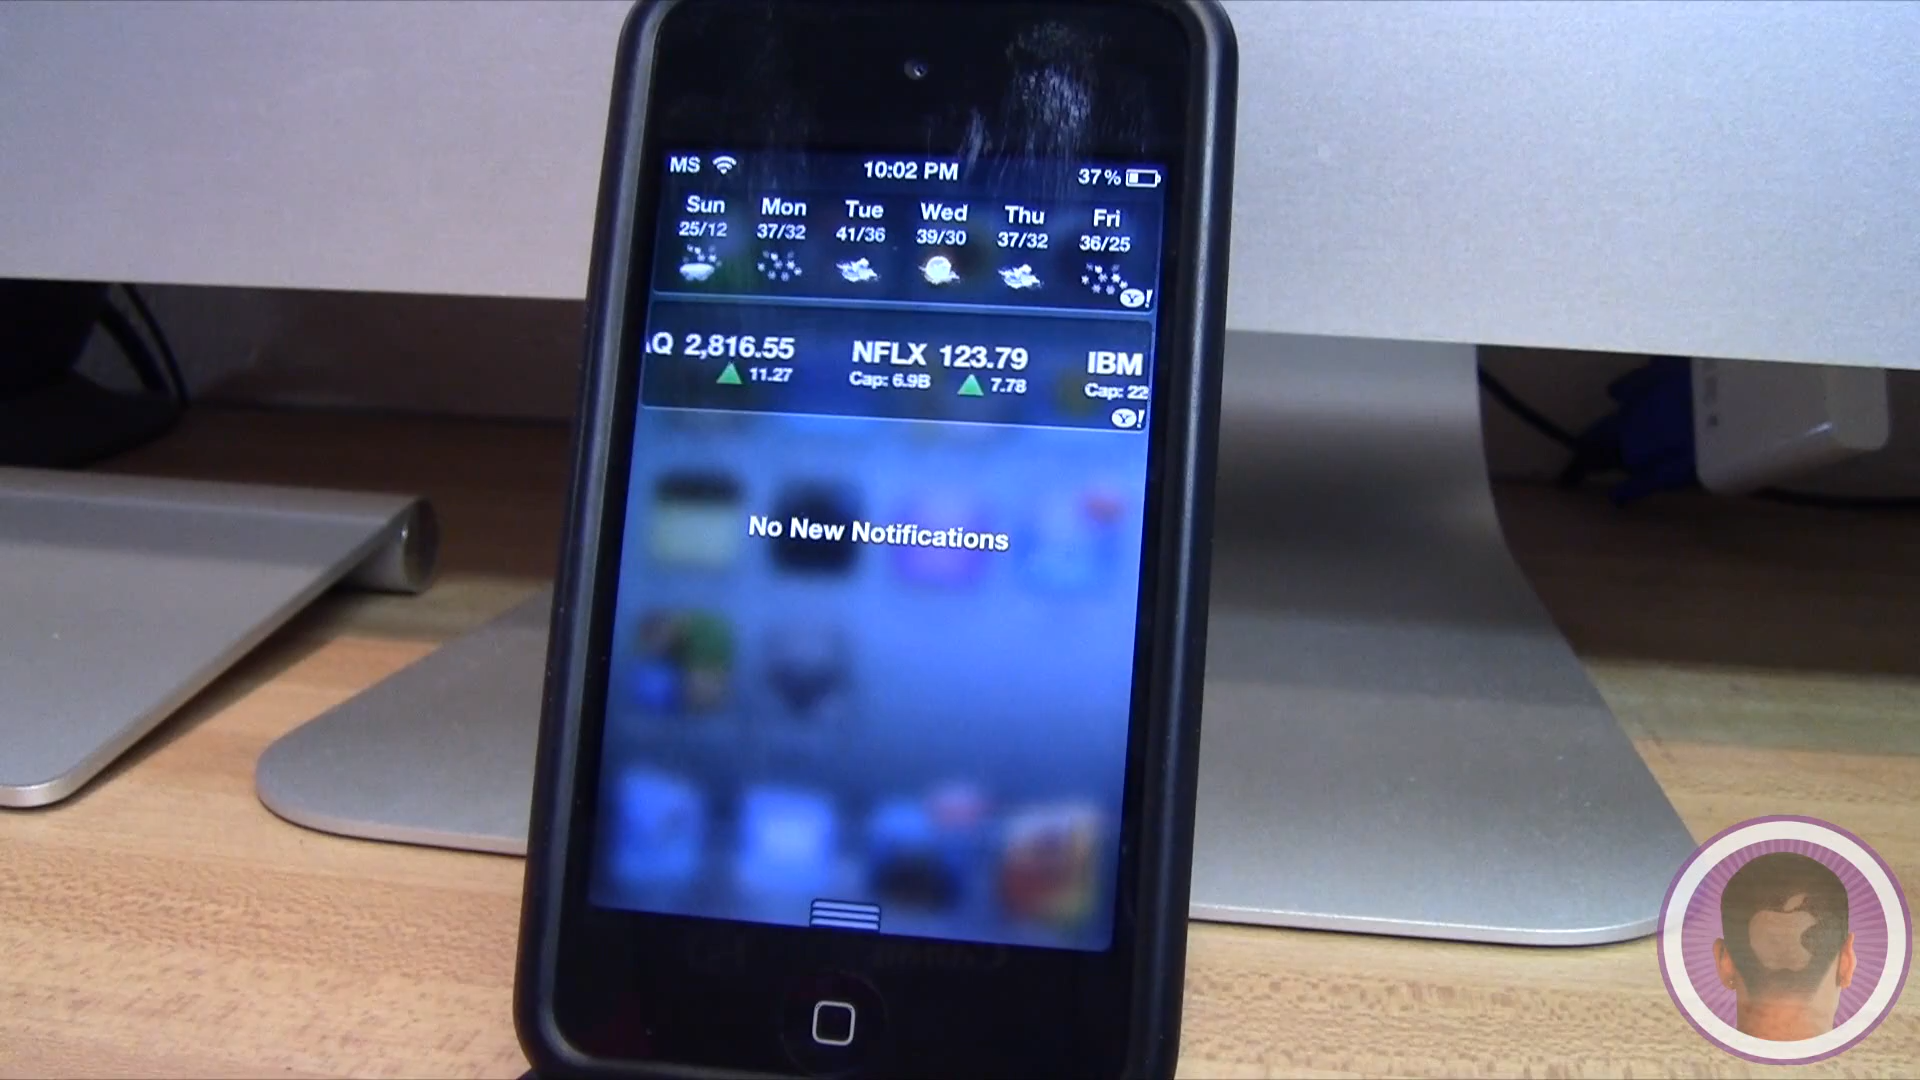 MS 10:02 PM 37%
Sun Mon Tue Wed Thu Fri
25/12 37/32 41/36 39/30 37/32 36/25
Y!
AQ 2,816.55 NFLX 123.79 IBM
11.27 Cap: 6.9B 7.78 Cap: 22
Y!
No New Notifications